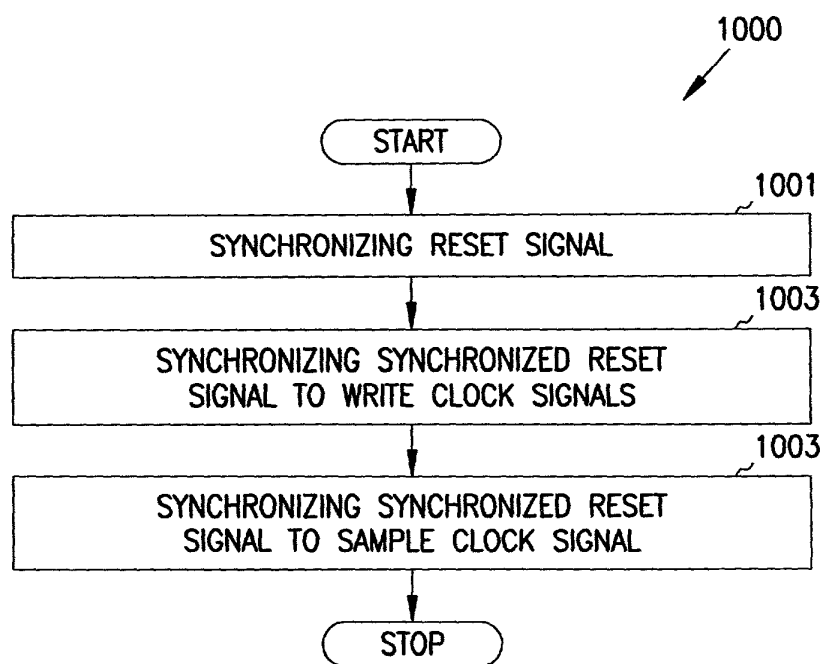 1000
START
1001
SYNCHRONIZING RESET SIGNAL
1003
SYNCHRONIZING SYNCHRONIZED RESET
SIGNAL TO WRITE CLOCK SIGNALS
1003
SYNCHRONIZING SYNCHRONIZED RESET
SIGNAL TO SAMPLE CLOCK SIGNAL
STOP